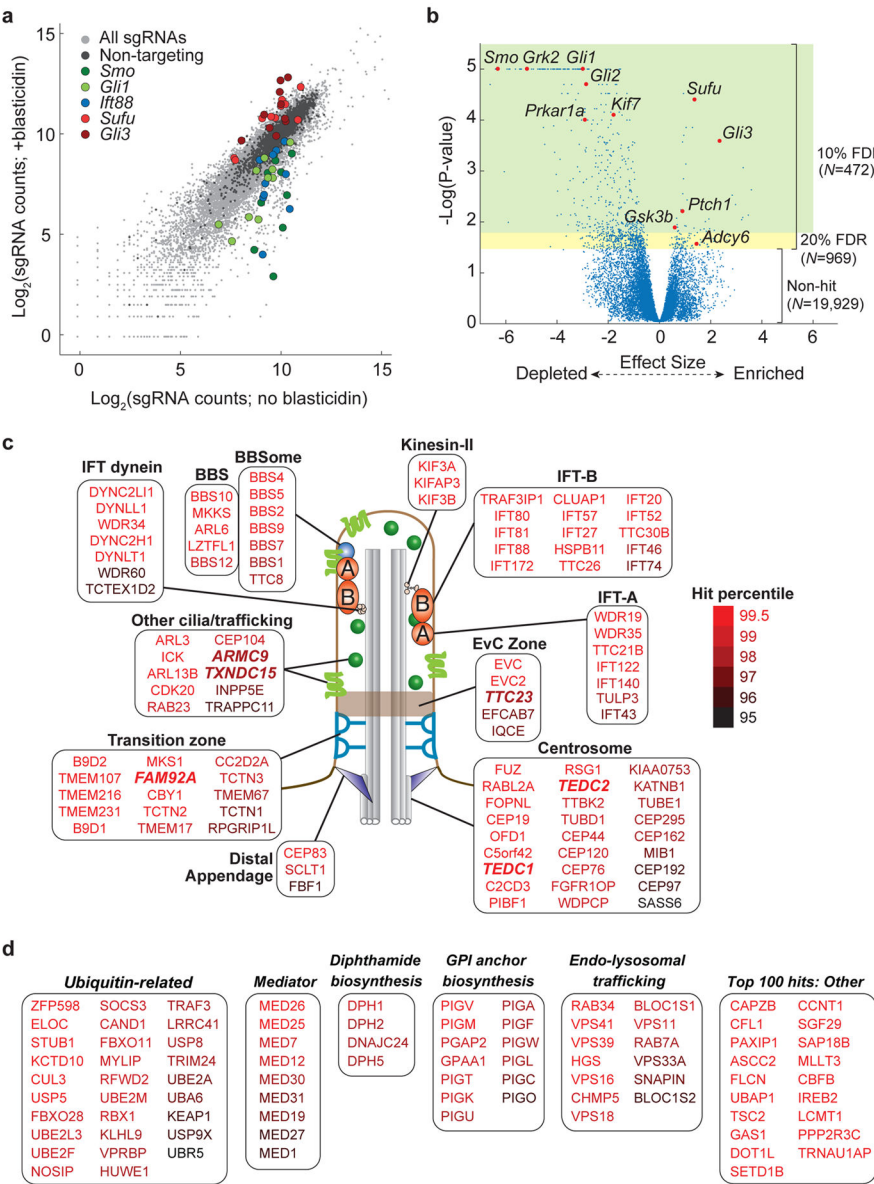 a
All sgRNAs
Non-targeting
Smo
Gli1
Ift88
Sufu
Gli3
Log2(sgRNA counts; +blasticidin)
15
10
5
0
0 5 10 15
Log2(sgRNA counts; no blasticidin)
b
-Log(P-value)
5
4
3
2
1
0
Smo Grk2 Gli1
Gli2
Prkar1a Kif7
Sufu
Gli3
Ptch1
Gsk3b
Adcy6
10% FDR
(N=472)
20% FDR
(N=969)
Non-hit
(N=19,929)
-6 -4 -2 0 2 4 6
Effect Size
Depleted Enriched
c
IFT dynein
DYNC2LI1
DYNLL1
WDR34
DYNC2H1
DYNLT1
WDR60
TCTEX1D2
BBS
BBS10
MKKS
ARL6
LZTFL1
BBS12
BBSome
BBS4
BBS5
BBS2
BBS9
BBS7
BBS1
TTC8
Kinesin-II
KIF3A
KIFAP3
KIF3B
IFT-B
TRAF3IP1 CLUAP1 IFT20
IFT80 IFT57 IFT52
IFT81 IFT27 TTC30B
IFT88 HSPB11 IFT46
IFT172 TTC26 IFT74
A
B
B
A
IFT-A
WDR19
WDR35
TTC21B
IFT122
IFT140
TULP3
IFT43
Hit percentile
99.5
99
98
97
96
95
Other cilia/trafficking
ARL3 CEP104
ICK ARMC9
ARL13B TXNDC15
CDK20 INPP5E
RAB23 TRAPPC11
EvC Zone
EVC
EVC2
TTC23
EFCAB7
IQCE
Transition zone
B9D2 MKS1 CC2D2A
TMEM107 FAM92A TCTN3
TMEM216 CBY1 TMEM67
TMEM231 TCTN2 TCTN1
B9D1 TMEM17 RPGRIP1L
Distal
Appendage
CEP83
SCLT1
FBF1
Centrosome
FUZ RSG1 KIAA0753
RABL2A TEDC2 KATNB1
FOPNL TTBK2 TUBE1
CEP19 TUBD1 CEP295
OFD1 CEP44 CEP162
C5orf42 CEP120 MIB1
TEDC1 CEP76 CEP192
C2CD3 FGFR1OP CEP97
PIBF1 WDPCP SASS6
d
Ubiquitin-related
ZFP598 SOCS3 TRAF3
ELOC CAND1 LRRC41
STUB1 FBXO11 USP8
KCTD10 MYLIP TRIM24
CUL3 RFWD2 UBE2A
USP5 UBE2M UBA6
FBXO28 RBX1 KEAP1
UBE2L3 KLHL9 USP9X
UBE2F VPRBP UBR5
NOSIP HUWE1
Mediator
MED26
MED25
MED7
MED12
MED30
MED31
MED19
MED27
MED1
Diphthamide
biosynthesis
DPH1
DPH2
DNAJC24
DPH5
GPI anchor
biosynthesis
PIGV PIGA
PIGM PIGF
PGAP2 PIGW
GPAA1 PIGL
PIGT PIGC
PIGK PIGO
PIGU
Endo-lysosomal
trafficking
RAB34 BLOC1S1
VPS41 VPS11
VPS39 RAB7A
HGS VPS33A
VPS16 SNAPIN
CHMP5 BLOC1S2
VPS18
Top 100 hits: Other
CAPZB CCNT1
CFL1 SGF29
PAXIP1 SAP18B
ASCC2 MLLT3
FLCN CBFB
UBAP1 IREB2
TSC2 LCMT1
GAS1 PPP2R3C
DOT1L TRNAU1AP
SETD1B